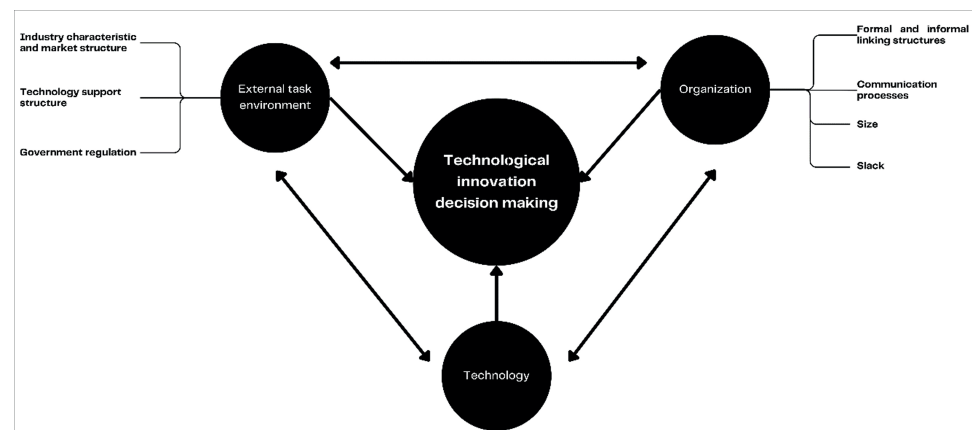 Industry characteristic
and market structure
Technology support
structure
Government regulation
External task
environment
Technological
innovation
decision making
Organization
Formal and informal
linking structures
Communication
processes
Size
Slack
Technology